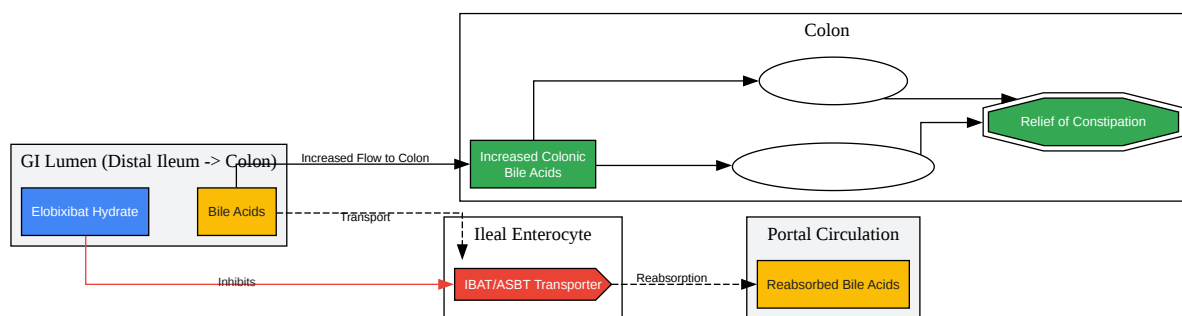 Colon
Relief of Constipation
GI Lumen (Distal Ileum -> Colon)
Increased Flow to Colon
Increased Colonic
Bile Acids
Elobixibat Hydrate
Bile Acids
Transport
Ileal Enterocyte
Portal Circulation
Inhibits
IBAT/ASBT Transporter
Reabsorption
Reabsorbed Bile Acids